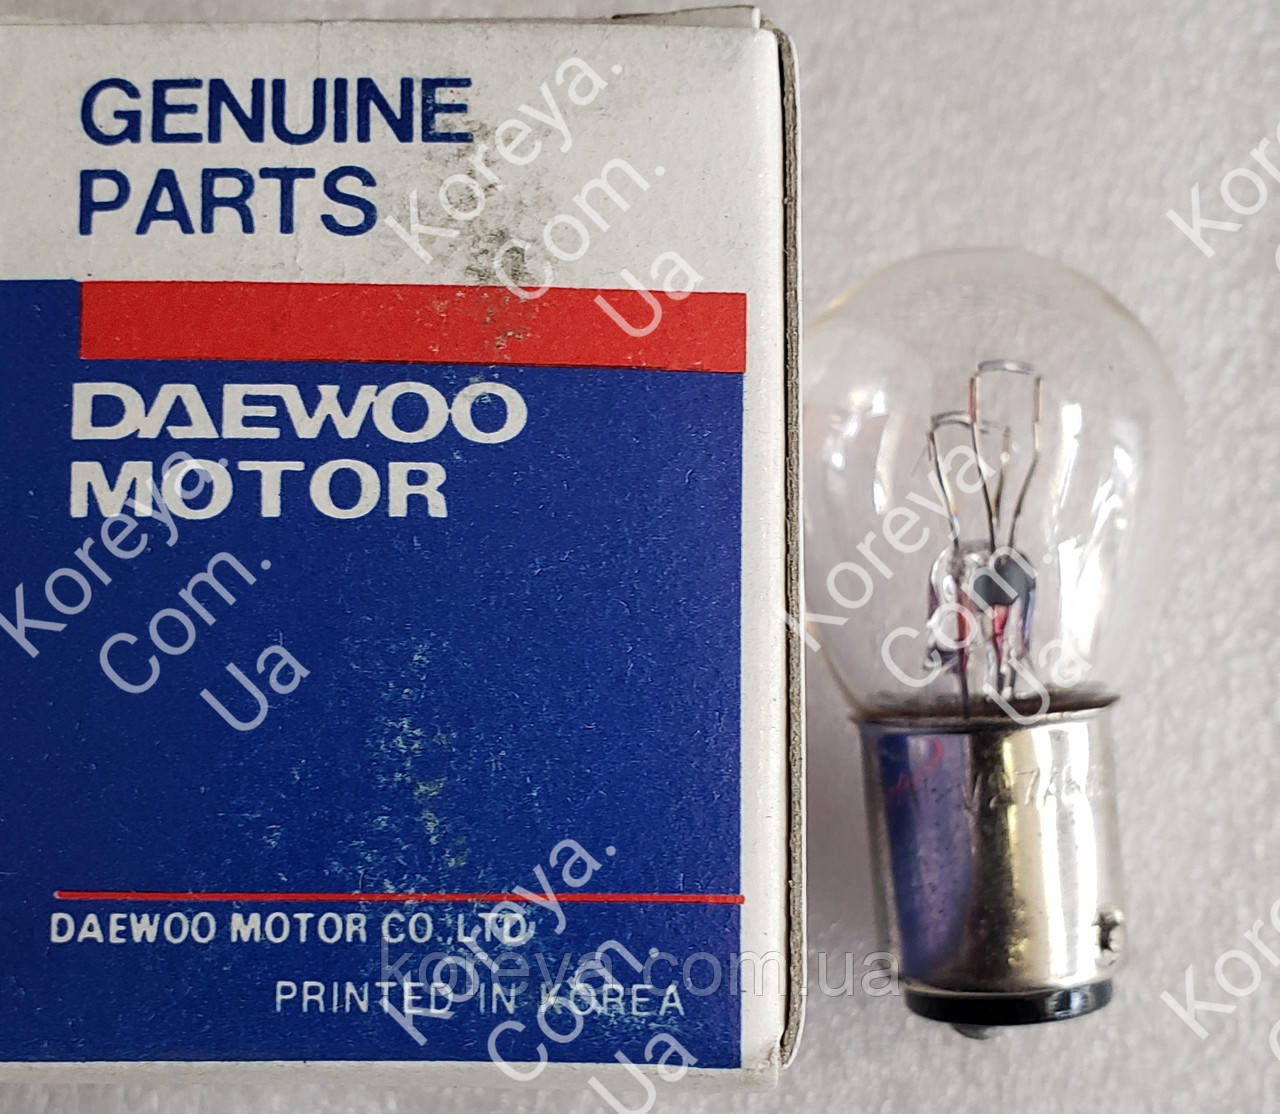 GENUINE
PARTS
DAEWOO
MOTOR
DAEWOO MOTOR CO.,LTD.
PRINTED IN KOREA
Koreya.
Com.
Ua
Koreya.
Com.
Ua
Koreya.
Com.
Ua
Koreya.
Com.
Ua
koreya.com.ua